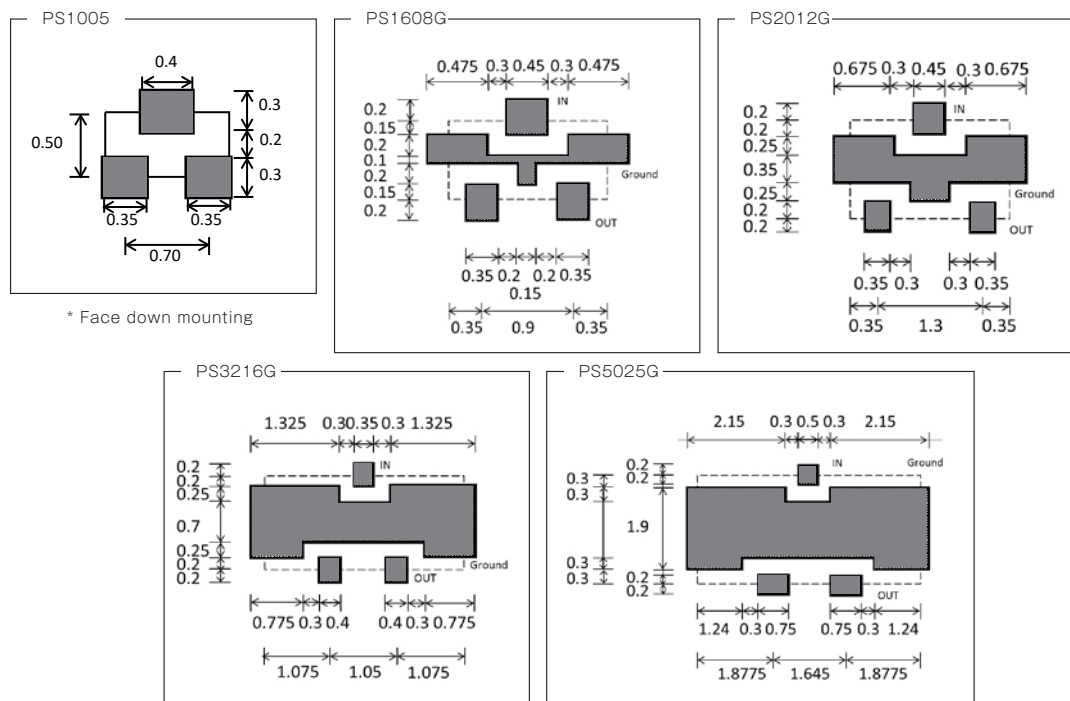 PS1005
0.4
0.50
0.3
0.2
0.3
0.35 0.35
0.70
* Face down mounting
PS1608G
0.475 0.3 0.45 0.3 0.475
IN
0.2
0.15
0.2
0.1
0.2
0.15
0.2
Ground
OUT
0.35 0.2 0.2 0.35
0.15
0.35 0.9 0.35
PS2012G
0.675 0.3 0.45 0.3 0.675
IN
0.2
0.2
0.25
0.35
0.25
0.2
0.2
Ground
OUT
0.35 0.3 0.3 0.35
0.35 1.3 0.35
PS3216G
1.325 0.3 0.35 0.3 1.325
IN
0.2
0.2
0.25
0.7
0.25
0.2
0.2
Ground
OUT
0.775 0.3 0.4 0.4 0.3 0.775
1.075 1.05 1.075
PS5025G
2.15 0.3 0.5 0.3 2.15
IN
Ground
0.3
0.3
0.2
0.2
1.9
0.3
0.3
0.2
0.2
OUT
1.24 0.3 0.75 0.75 0.3 1.24
1.8775 1.645 1.8775